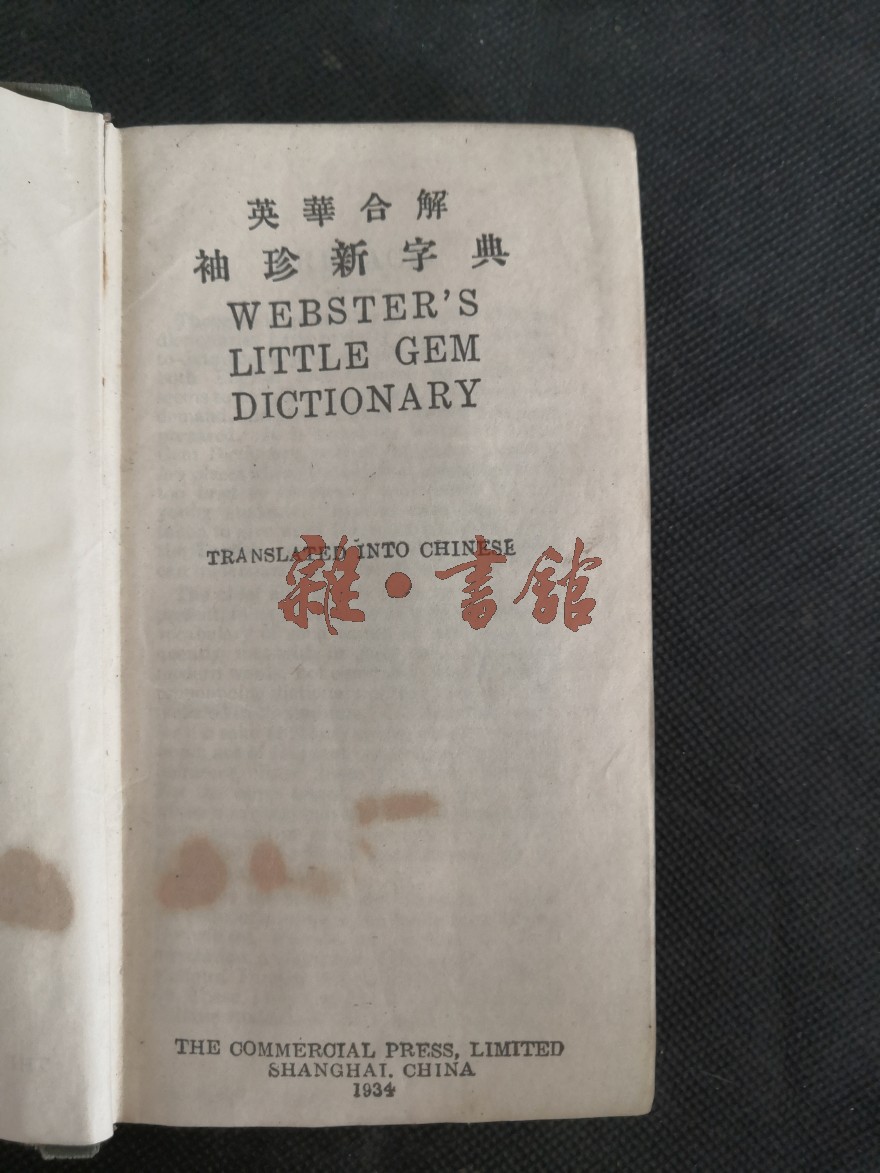 英華合解
袖珍新字典
WEBSTER'S
LITTLE GEM
DICTIONARY
TRANSLATED INTO CHINESE
雜·書館
THE COMMERCIAL PRESS, LIMITED
SHANGHAI. CHINA
1934